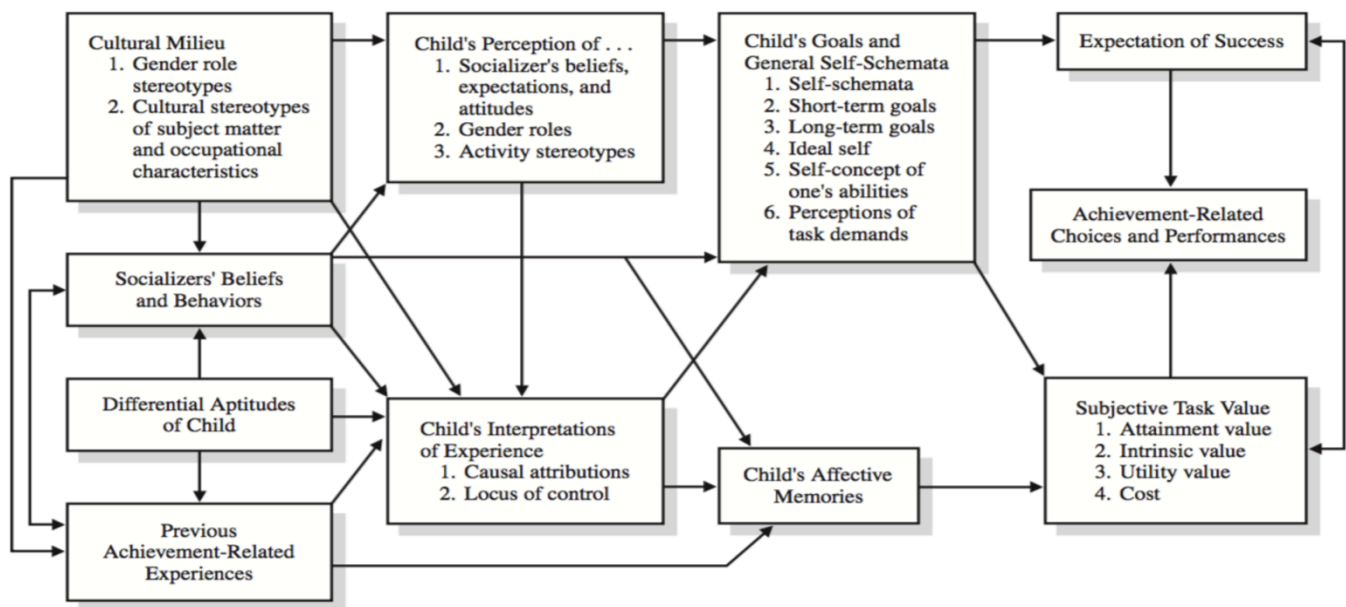 Cultural Milieu
1. Gender role
stereotypes
2. Cultural stereotypes
of subject matter
and occupational
characteristics
Child's Perception of . . .
1. Socializer's beliefs,
expectations, and
attitudes
2. Gender roles
3. Activity stereotypes
Child's Goals and
General Self-Schemata
1. Self-schemata
2. Short-term goals
3. Long-term goals
4. Ideal self
5. Self-concept of
one's abilities
6. Perceptions of
task demands
Expectation of Success
Achievement-Related
Choices and Performances
Socializers' Beliefs
and Behaviors
Differential Aptitudes
of Child
Previous
Achievement-Related
Experiences
Child's Interpretations
of Experience
1. Causal attributions
2. Locus of control
Child's Affective
Memories
Subjective Task Value
1. Attainment value
2. Intrinsic value
3. Utility value
4. Cost